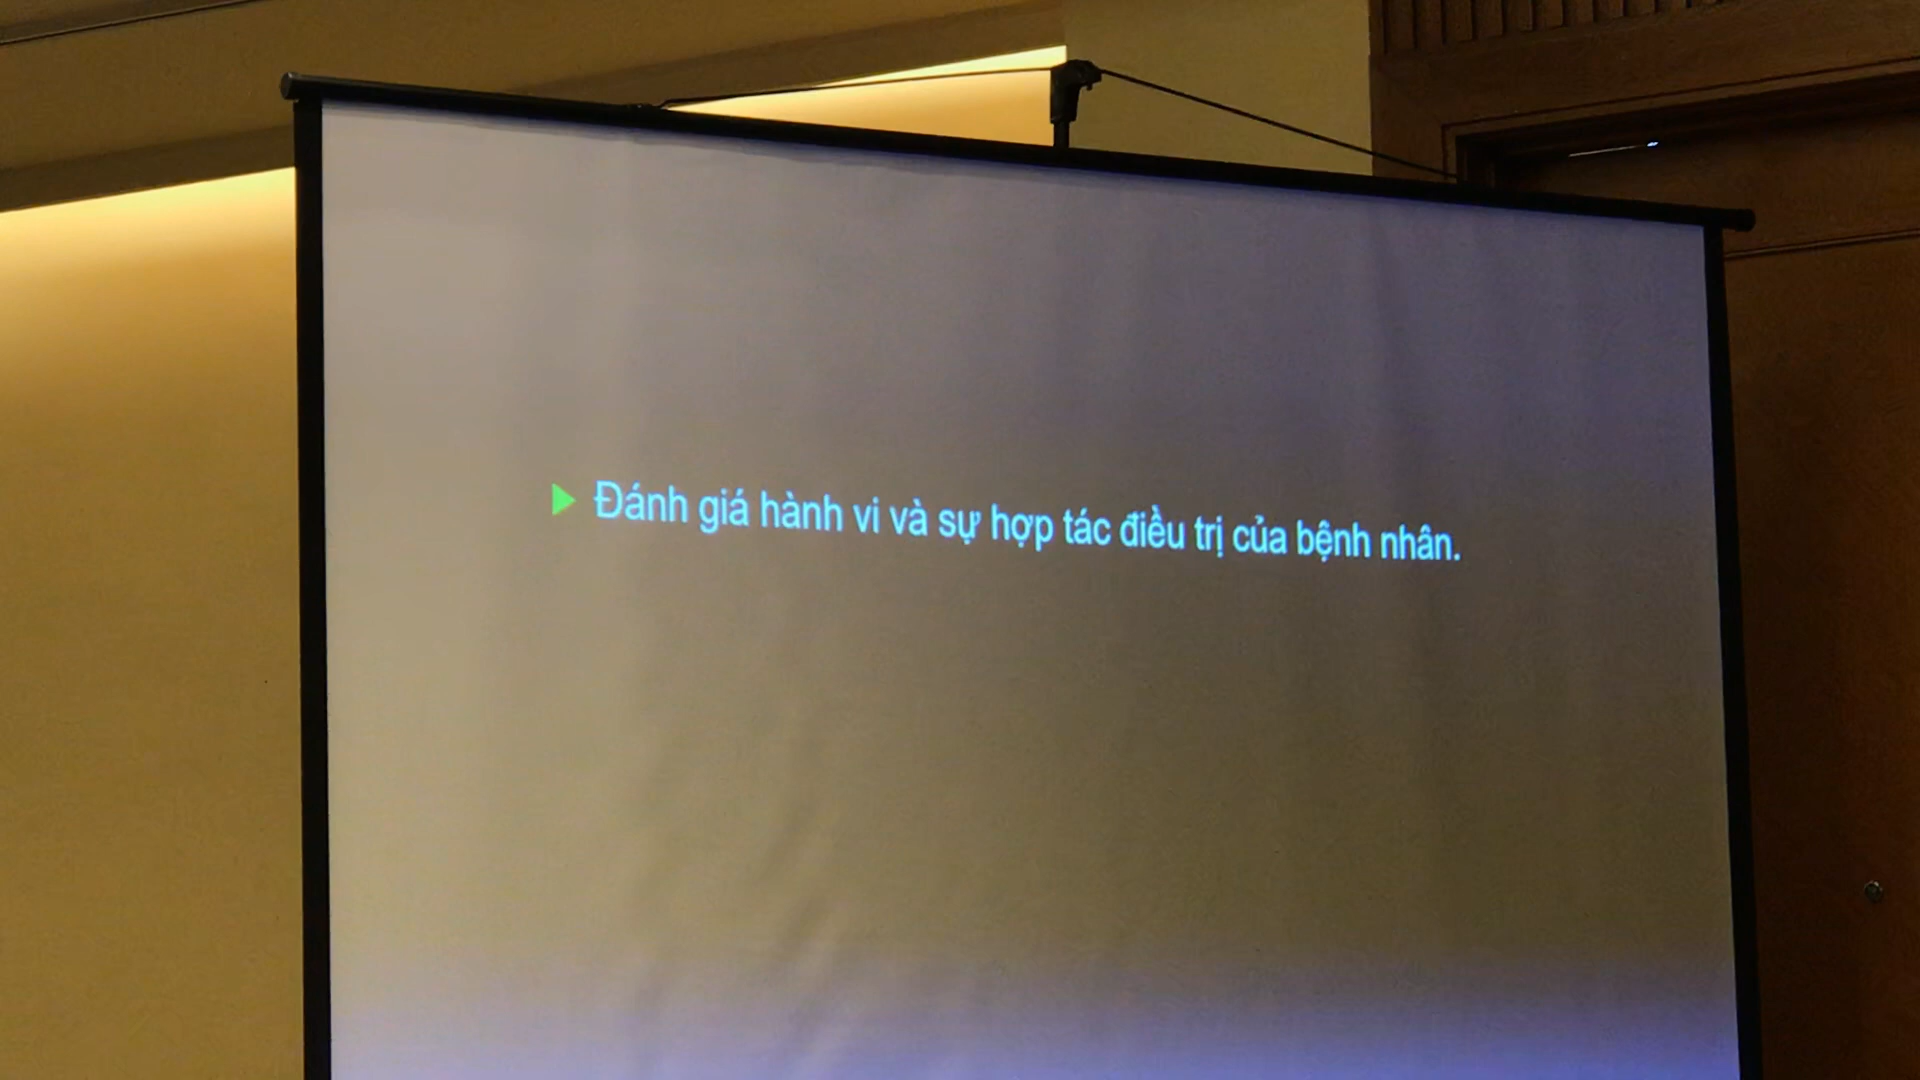 Đánh giá hành vi và sự hợp tác điều trị của bệnh nhân.